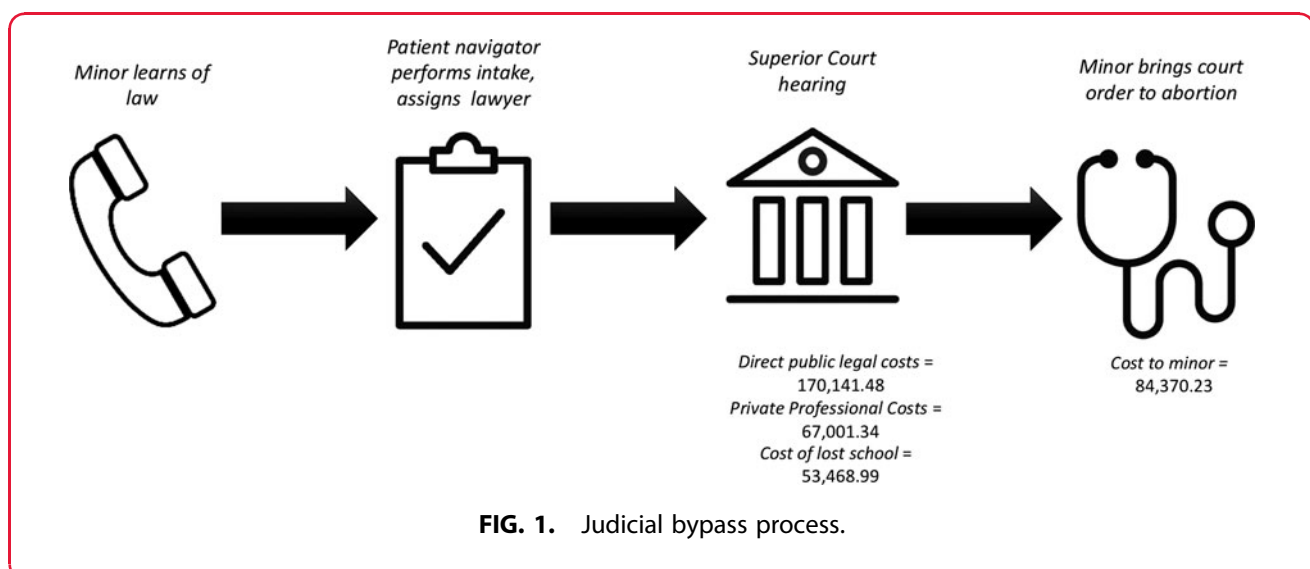 Minor learns of
law
Patient navigator
performs intake,
assigns lawyer
Superior Court
hearing
Minor brings court
order to abortion
Direct public legal costs =
170,141.48
Private Professional Costs =
67,001.34
Cost of lost school =
53,468.99
Cost to minor =
84,370.23
FIG. 1. Judicial bypass process.